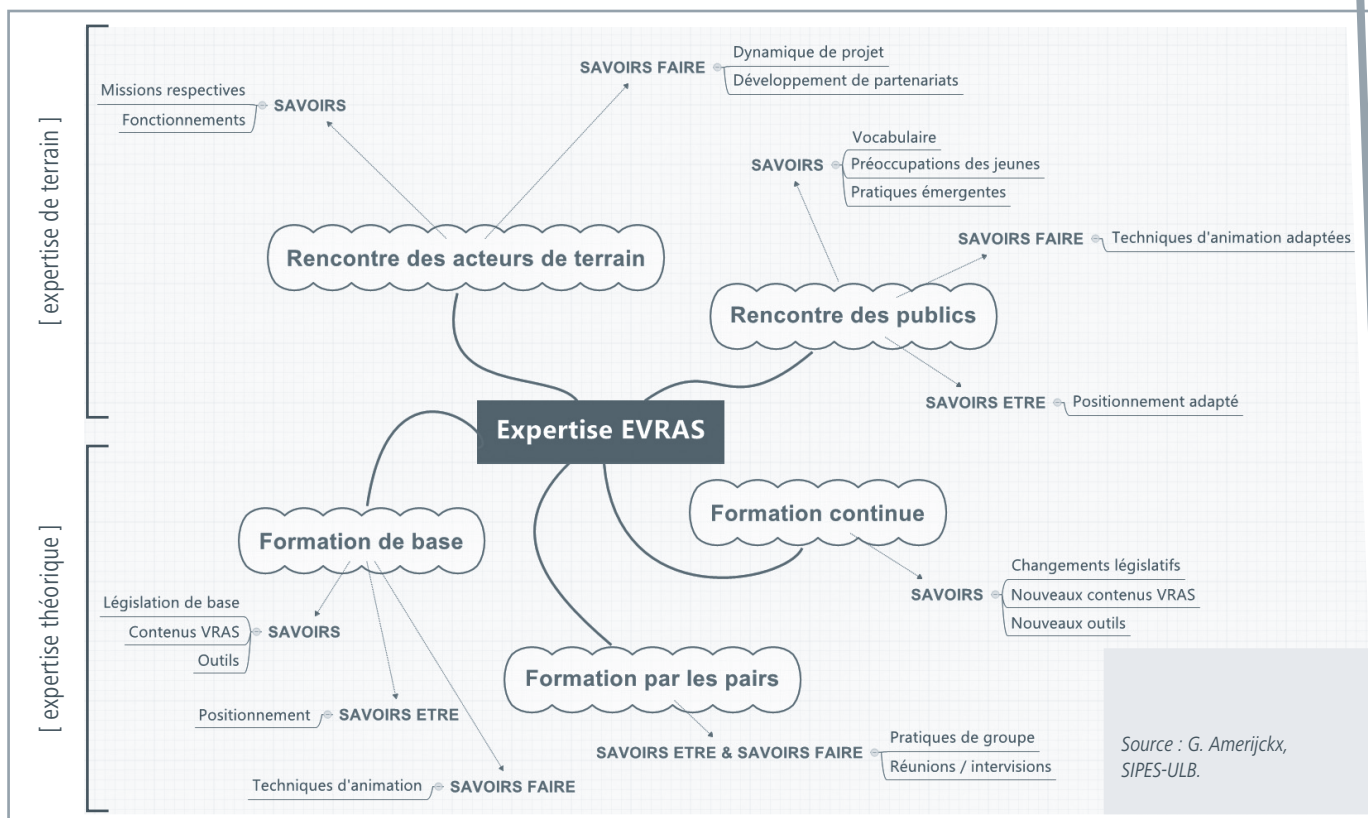 [ expertise de terrain ]
Missions respectives
Fonctionnements
SAVOIRS
SAVOIRS FAIRE
Dynamique de projet
Développement de partenariats
Rencontre des acteurs de terrain
SAVOIRS
Vocabulaire
Préoccupations des jeunes
Pratiques émergentes
SAVOIRS FAIRE
Techniques d'animation adaptées
Rencontre des publics
SAVOIRS ETRE
Positionnement adapté
Expertise EVRAS
[ expertise théorique ]
Formation de base
Législation de base
Contenus VRAS
Outils
SAVOIRS
Positionnement
SAVOIRS ETRE
Techniques d'animation
SAVOIRS FAIRE
Formation continue
SAVOIRS
Changements législatifs
Nouveaux contenus VRAS
Nouveaux outils
Formation par les pairs
SAVOIRS ETRE & SAVOIRS FAIRE
Pratiques de groupe
Réunions / intervisions
Source : G. Amerijckx,
SIPES-ULB.